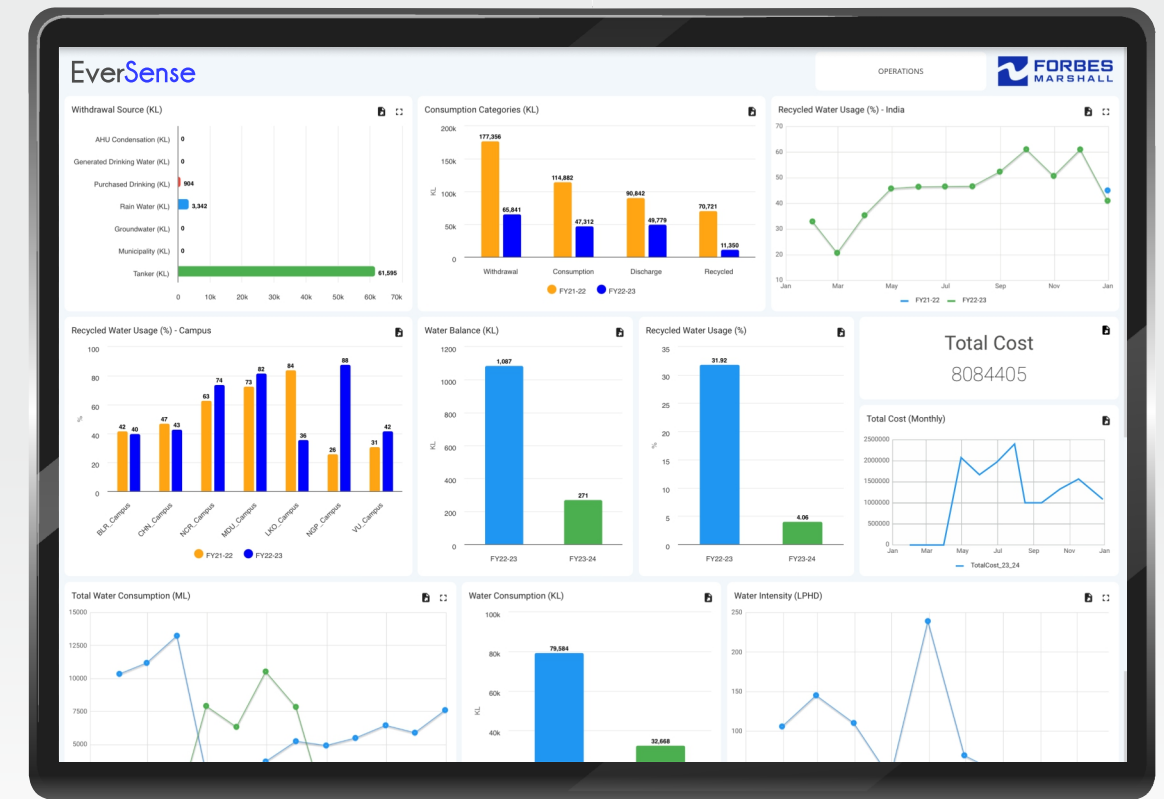 EverSense
OPERATIONS
FORBES
MARSHALL
Withdrawal Source (KL)
AHU Condensation (KL) 0
Generated Drinking Water (KL) 0
Purchased Drinking (KL) 904
Rain Water (KL) 3,342
Groundwater (KL) 0
Municipality (KL) 0
Tanker (KL) 61,595
0 10k 20k 30k 40k 50k 60k 70k
Consumption Categories (KL)
200k
150k
100k
50k
0
KL
177,356
65,841
114,882
47,312
90,842
49,779
70,721
11,350
Withdrawal Consumption Discharge Recycled
FY21-22 FY22-23
Recycled Water Usage (%) - India
70
60
50
40
30
20
10
Jan Mar May Jul Sep Nov Jan
FY21-22 FY22-23
Recycled Water Usage (%) - Campus
100
80
60
40
20
0
%
42 40 47 43 63 74 73 82 84 36 26 88 31 42
BLR_Campus CHN_Campus NCR_Campus MDU_Campus LKO_Campus NGP_Campus VU_Campus
FY21-22 FY22-23
Water Balance (KL)
1200
1000
800
600
400
200
0
KL
1,087
271
FY22-23 FY23-24
Recycled Water Usage (%)
35
30
25
20
15
10
5
0
%
31.92
4.06
FY22-23 FY23-24
Total Cost
8084405
Total Cost (Monthly)
2500000
2000000
1500000
1000000
500000
0
Jan Mar May Jul Sep Nov Jan
TotalCost_23_24
Total Water Consumption (ML)
15000
12500
10000
7500
5000
Water Consumption (KL)
100k
80k
60k
40k
KL
79,584
32,668
Water Intensity (LPHD)
250
200
150
100